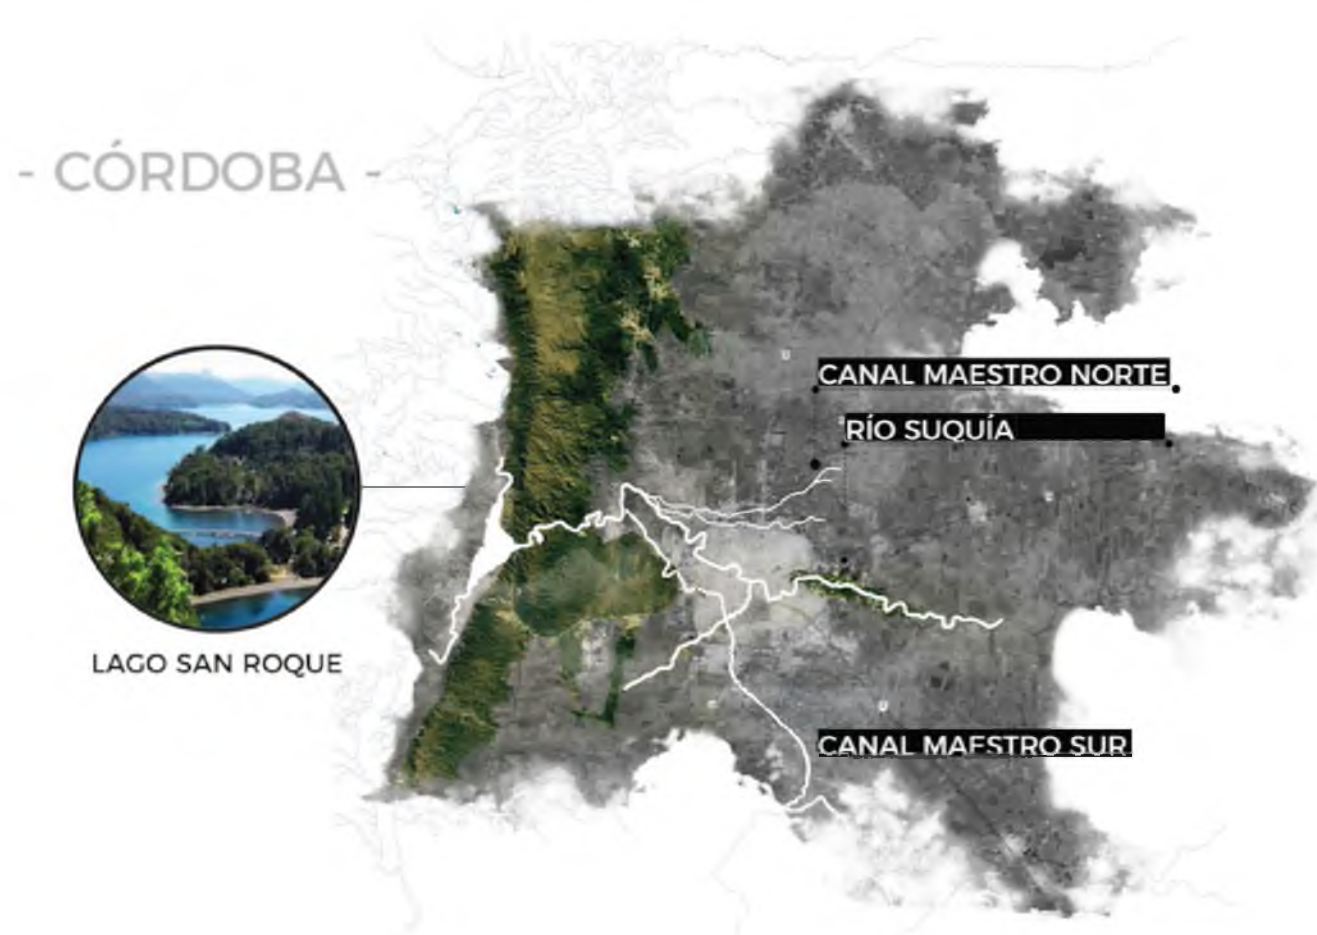 - CÓRDOBA -
CANAL MAESTRO NORTE
RÍO SUQUÍA
LAGO SAN ROQUE
CANAL MAESTRO SUR